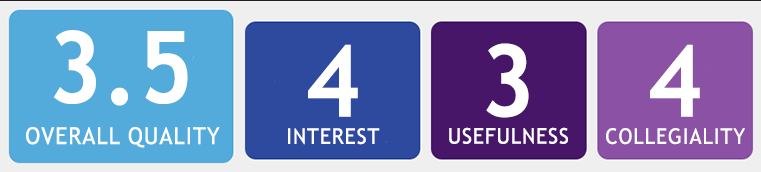 3.5
OVERALL QUALITY
4
INTEREST
3
USEFULNESS
4
COLLEGIALITY